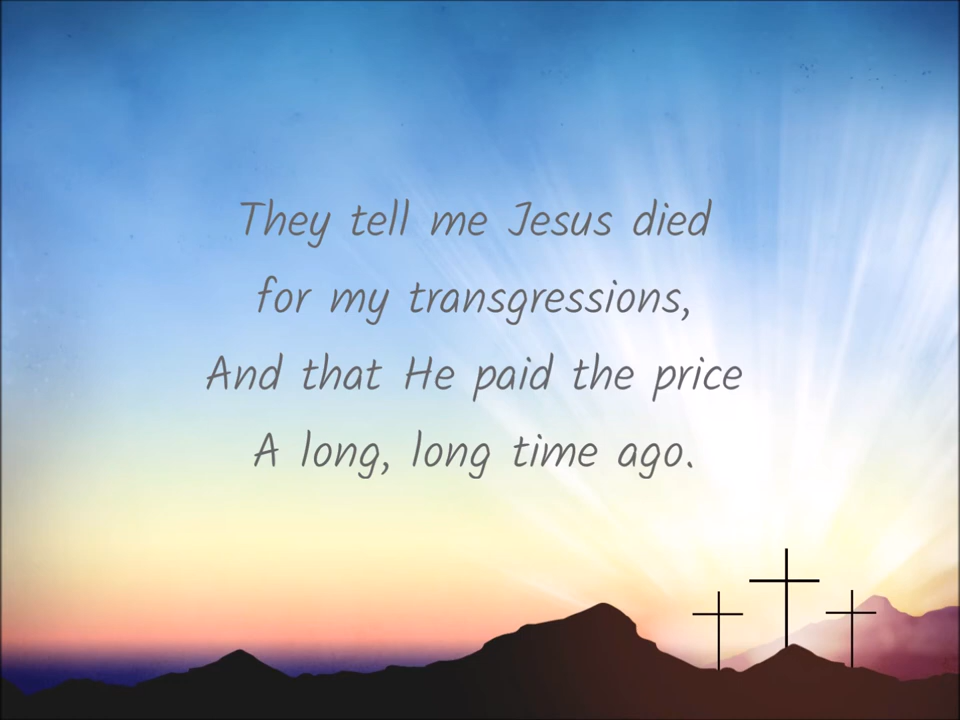 They tell me Jesus died
for my transgressions,
And that He paid the price
A long, long time ago.